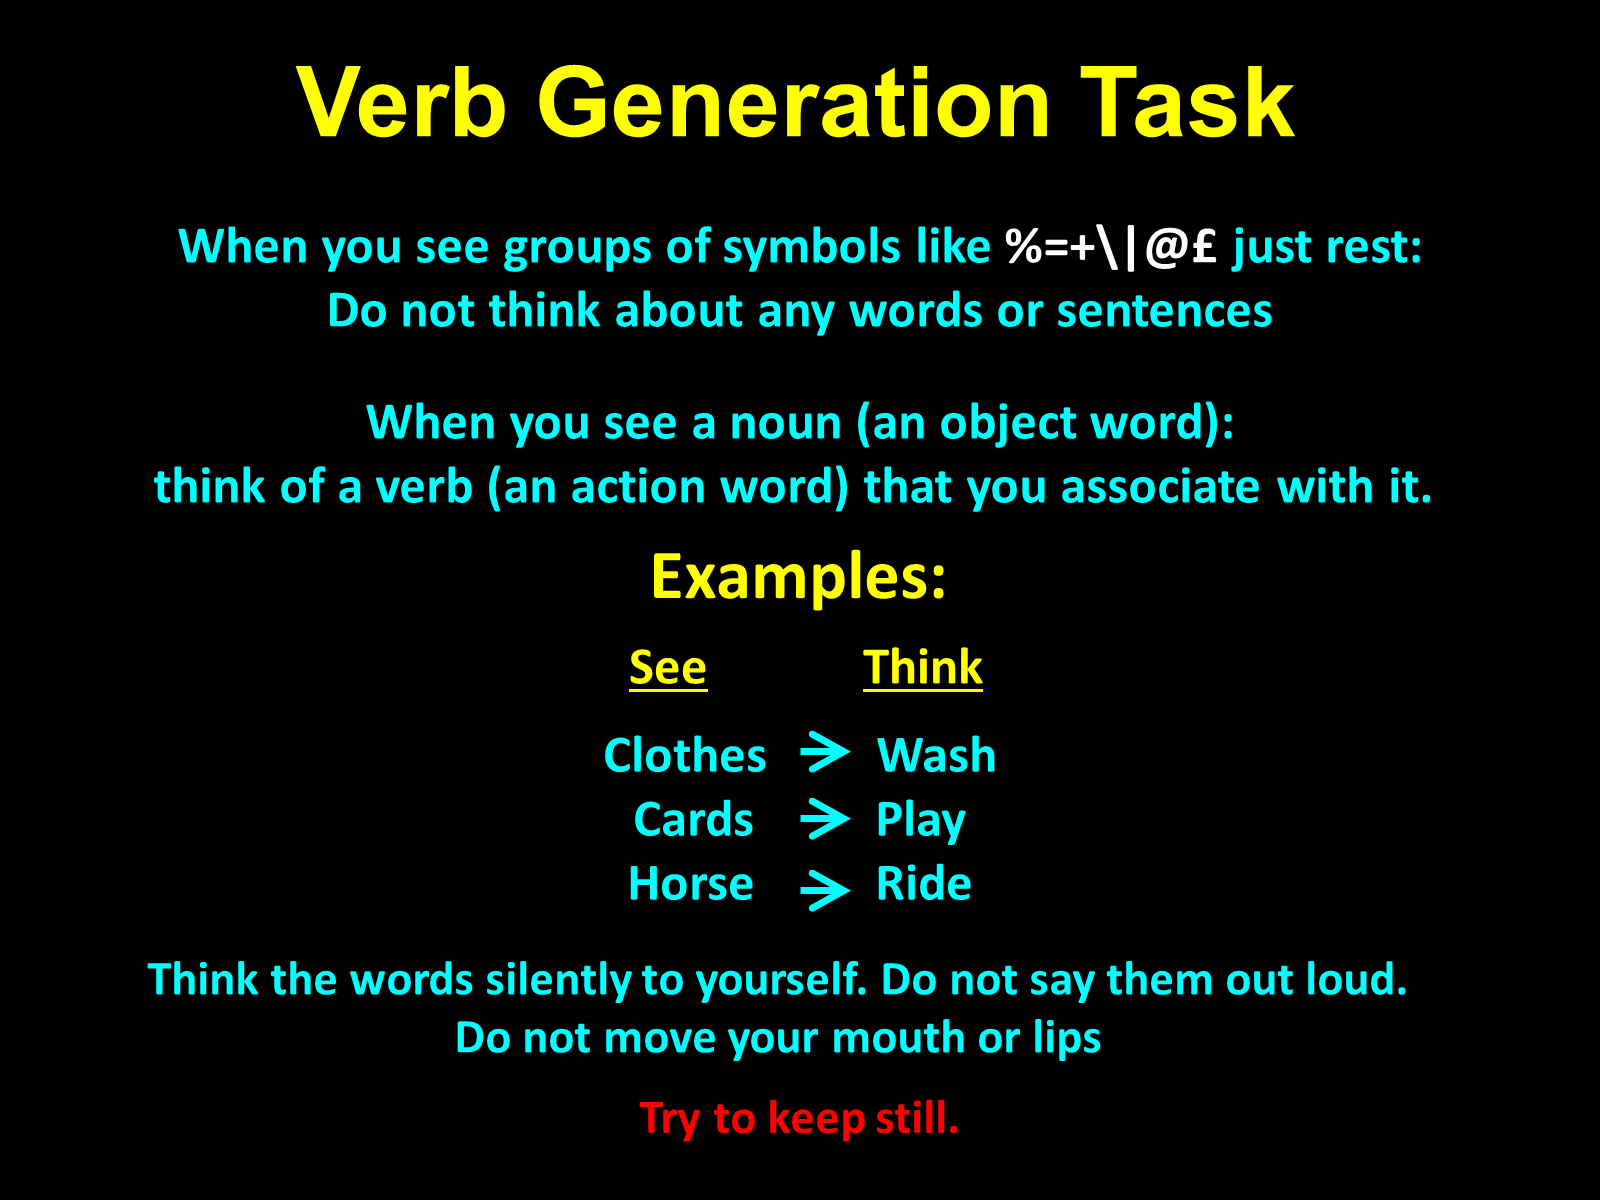 Verb Generation Task
When you see groups of symbols like %=+\|@£ just rest:
Do not think about any words or sentences
When you see a noun (an object word):
think of a verb (an action word) that you associate with it.
Examples:
See Think
Clothes → Wash
Cards → Play
Horse → Ride
Think the words silently to yourself. Do not say them out loud.
Do not move your mouth or lips
Try to keep still.